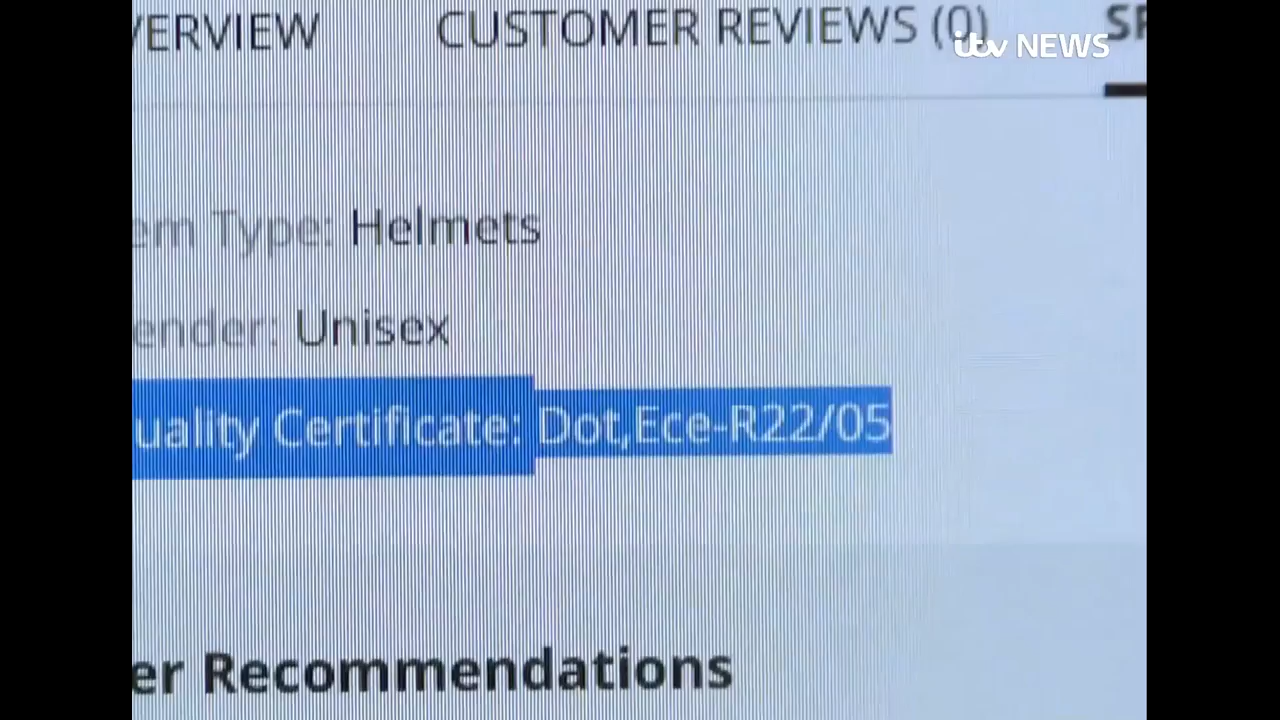 VERVIEW CUSTOMER REVIEWS (0) SP
itv NEWS
em Type: Helmets
ender: Unisex
uality Certificate: Dot,Ece-R22/05
er Recommendations